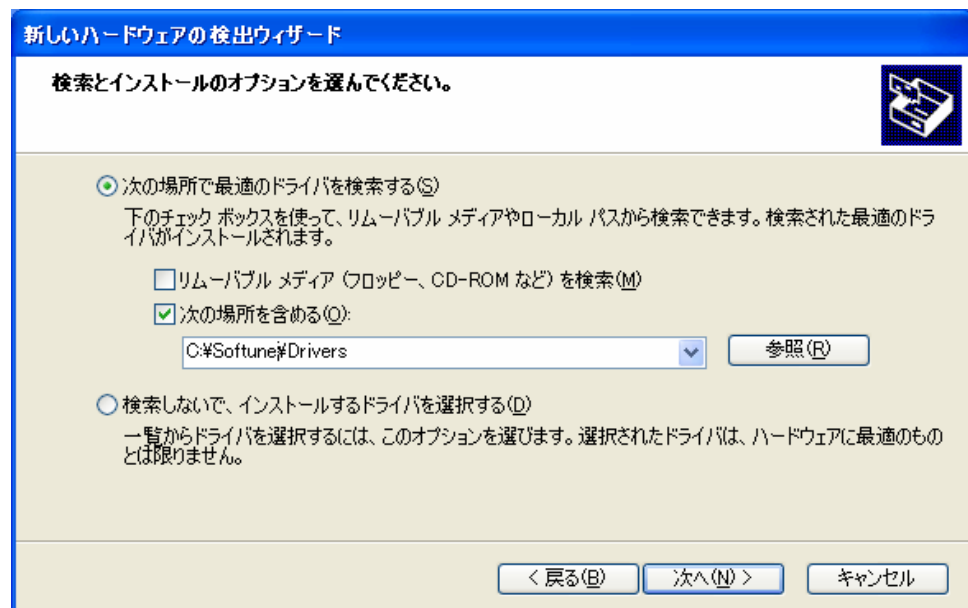 新しいハードウェアの検出ウィザード
検索とインストールのオプションを選んでください。
次の場所で最適のドライバを検索する(S)
下のチェック ボックスを使って、リムーバブル メディアやローカル パスから検索できます。検索された最適のドラ
イバがインストールされます。
リムーバブル メディア (フロッピー、CD-ROM など) を検索(M)
次の場所を含める(O):
C:¥Softunej¥Drivers
参照(R)
検索しないで、インストールするドライバを選択する(D)
一覧からドライバを選択するには、このオプションを選びます。選択されたドライバは、ハードウェアに最適のもの
とは限りません。
< 戻る(B)
次へ(N) >
キャンセル